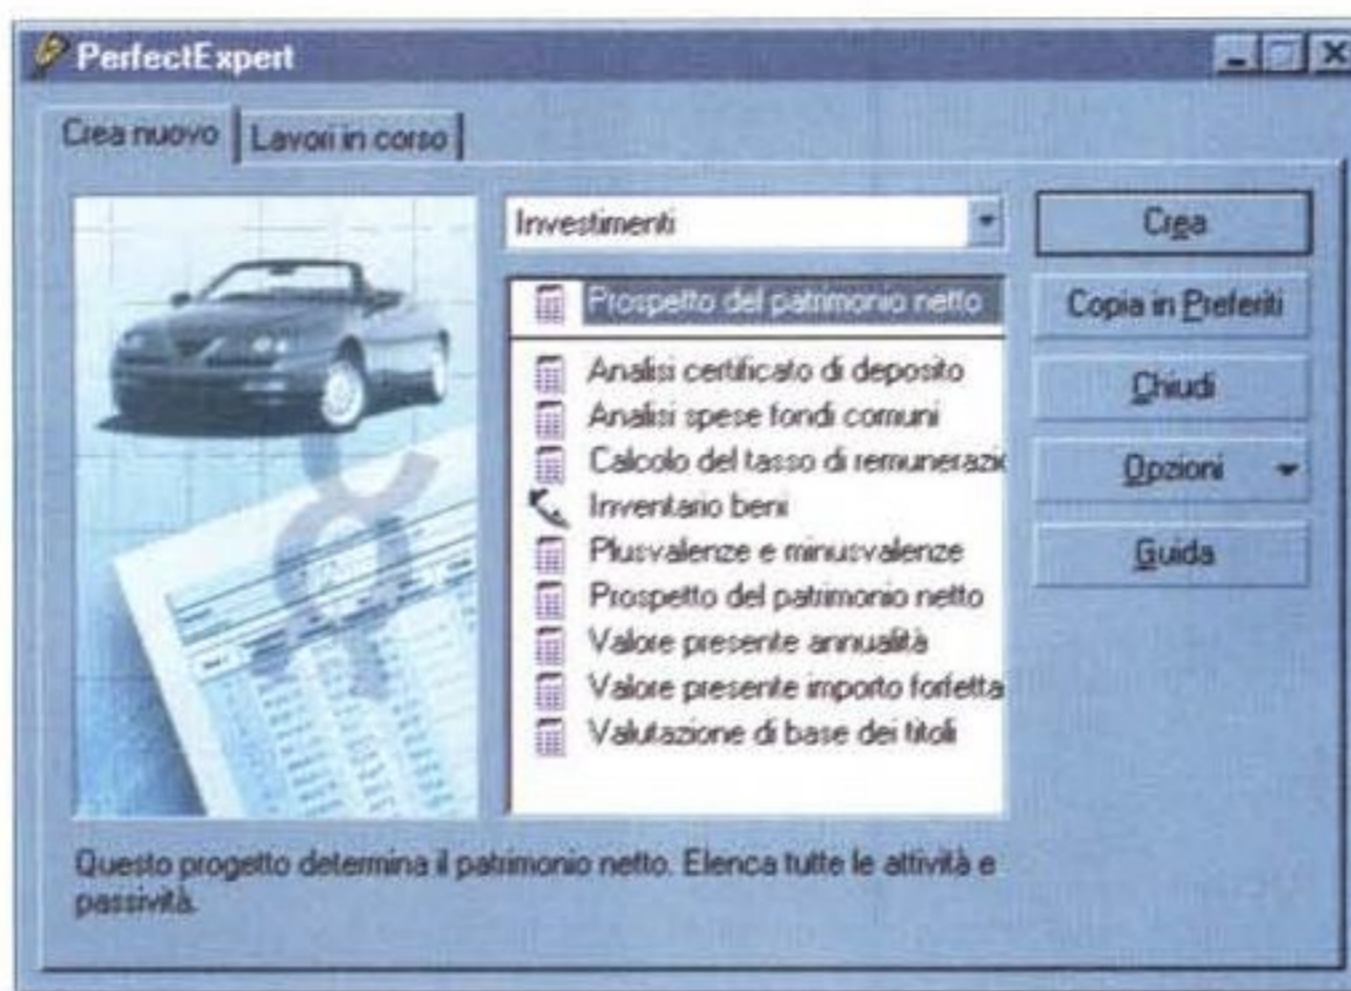 PerfectExpert
Crea nuovo
Lavori in corso
Investimenti
Prospetto del patrimonio netto
Analisi certificato di deposito
Analisi spese fondi comuni
Calcolo del tasso di remunerazio
Inventario beni
Plusvalenze e minusvalenze
Prospetto del patrimonio netto
Valore presente annualità
Valore presente importo forfetta
Valutazione di base dei titoli
Crea
Copia in Preferiti
Chiudi
Opzioni
Guida
Questo progetto determina il patrimonio netto. Elenca tutte le attività e
passività.